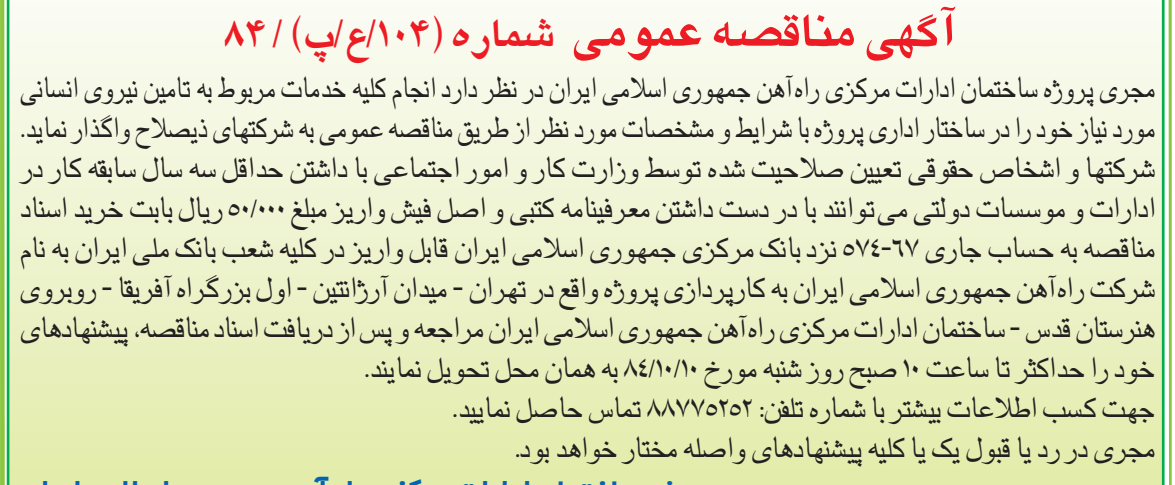 آگهی مناقصه عمومی شماره (۱۰۴/ع/پ) / ۸۴
مجری پروژه ساختمان ادارات مرکزی راه‌آهن جمهوری اسلامی ایران در نظر دارد انجام کلیه خدمات مربوط به تامین نیروی انسانی
مورد نیاز خود را در ساختار اداری پروژه با شرایط و مشخصات مورد نظر از طریق مناقصه عمومی به شرکتهای ذیصلاح واگذار نماید.
شرکتها و اشخاص حقوقی تعیین صلاحیت شده توسط وزارت کار و امور اجتماعی با داشتن حداقل سه سال سابقه کار در
ادارات و موسسات دولتی می‌توانند با در دست داشتن معرفینامه کتبی و اصل فیش واریز مبلغ ۵۰/۰۰۰ ریال بابت خرید اسناد
مناقصه به حساب جاری ۶۷-۵۷۴ نزد بانک مرکزی جمهوری اسلامی ایران قابل واریز در کلیه شعب بانک ملی ایران به نام
شرکت راه‌آهن جمهوری اسلامی ایران به کارپردازی پروژه واقع در تهران - میدان آرژانتین - اول بزرگراه آفریقا - روبروی
هنرستان قدس - ساختمان ادارات مرکزی راه‌آهن جمهوری اسلامی ایران مراجعه و پس از دریافت اسناد مناقصه، پیشنهادهای
خود را حداکثر تا ساعت ۱۰ صبح روز شنبه مورخ ۸۴/۱۰/۱۰ به همان محل تحویل نمایند.
جهت کسب اطلاعات بیشتر با شماره تلفن: ۸۸۷۷۵۲۵۲ تماس حاصل نمایید.
مجری در رد یا قبول یک یا کلیه پیشنهادهای واصله مختار خواهد بود.